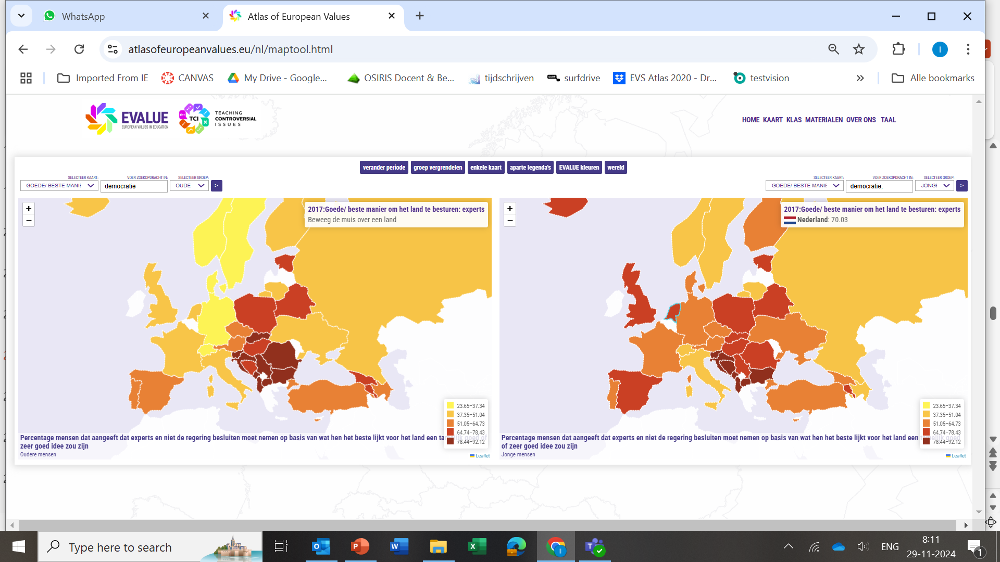 WhatsApp
Atlas of European Values
atlasofeuropeanvalues.eu/nl/maptool.html
I
Imported From IE
CANVAS
My Drive - Google...
OSIRIS Docent & Be...
tijdschrijven
SURF
surfdrive
EVS Atlas 2020 - Dr...
testvision
Alle bookmarks
EVALUE
EUROPEAN VALUES IN EDUCATION
TCI
TEACHING
CONTROVERSIAL
ISSUES
HOME KAART KLAS MATERIALEN OVER ONS TAAL
verander periode
groep vergrendelen
enkele kaart
aparte legenda's
EVALUE kleuren
wereld
SELECTEER KAART:
VOER ZOEKOPDRACHT IN:
SELECTEER GROEP:
GOEDE/ BESTE MANIE
democratie
OUDE
>
SELECTEER KAART:
VOER ZOEKOPDRACHT IN:
SELECTEER GROEP:
GOEDE/ BESTE MANIE
democratie,
JONGE
>
+
−
2017:Goede/ beste manier om het land te besturen: experts
Beweeg de muis over een land
23.65–37.34
37.35–51.04
51.05–64.73
64.74–78.43
78.44–92.12
Percentage mensen dat aangeeft dat experts en niet de regering besluiten moet nemen op basis van wat hen het beste lijkt voor het land een tamelijk goed of
zeer goed idee zou zijn
Oudere mensen
Leaflet
+
−
2017:Goede/ beste manier om het land te besturen: experts
Nederland: 70.03
23.65–37.34
37.35–51.04
51.05–64.73
64.74–78.43
78.44–92.12
Percentage mensen dat aangeeft dat experts en niet de regering besluiten moet nemen op basis van wat hen het beste lijkt voor het land een tamelijk goed
of zeer goed idee zou zijn
Jonge mensen
Leaflet
Type here to search
ENG
8:11
29-11-2024
1